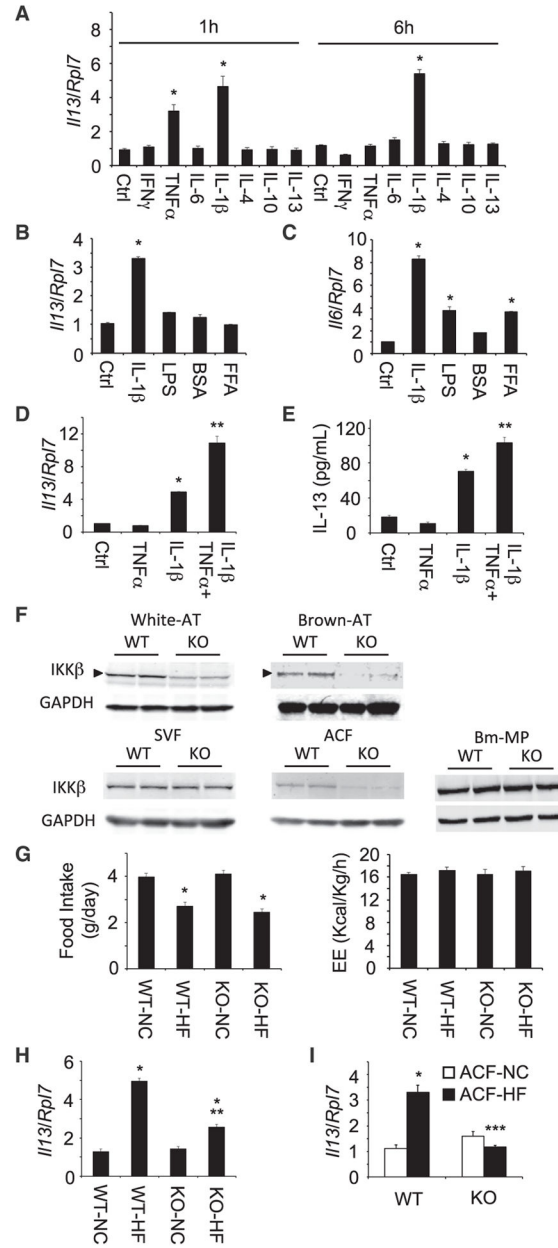 A
1h 6h
Il13/Rpl7
8
6
4
2
0
* * *
Ctrl IFNγ TNFα IL-6 IL-1β IL-4 IL-10 IL-13 Ctrl IFNγ TNFα IL-6 IL-1β IL-4 IL-10 IL-13
B
Il13/Rpl7
4
3
2
1
0
*
Ctrl IL-1β LPS BSA FFA
C
Il6/Rpl7
10
8
6
4
2
0
* * *
Ctrl IL-1β LPS BSA FFA
D
Il13/Rpl7
12
8
4
0
* **
Ctrl TNFα IL-1β TNFα+ IL-1β
E
IL-13 (pg/mL)
120
80
40
0
* **
Ctrl TNFα IL-1β TNFα+ IL-1β
F
White-AT Brown-AT
WT KO WT KO
IKKβ
GAPDH
SVF ACF Bm-MP
WT KO WT KO WT KO
IKKβ
GAPDH
G
Food Intake
(g/day)
4
2
0
* *
WT-NC WT-HF KO-NC KO-HF
EE (Kcal/Kg/h)
20
16
12
8
4
0
WT-NC WT-HF KO-NC KO-HF
H
Il13/Rpl7
6
4
2
0
* *
**
WT-NC WT-HF KO-NC KO-HF
I
ACF-NC
ACF-HF
Il13/Rpl7
4
3
2
1
0
* ***
WT KO